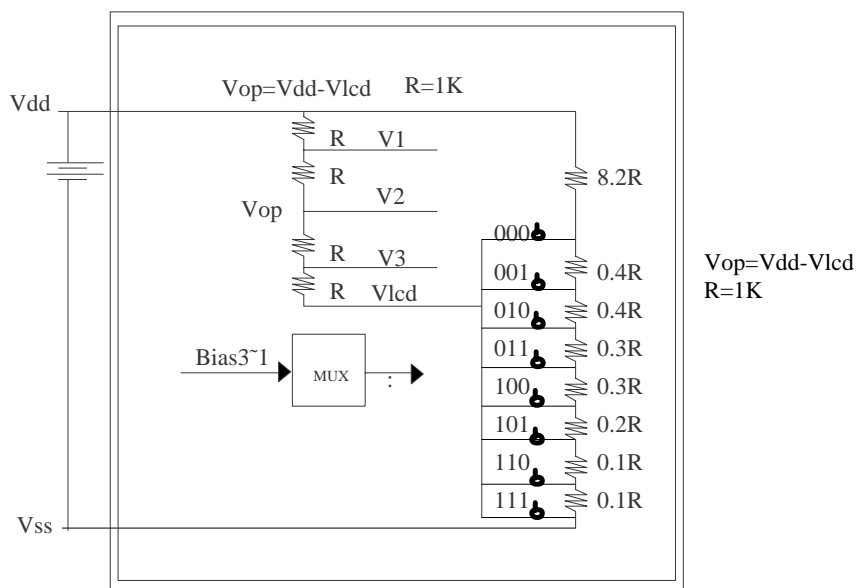 Vop=Vdd-Vlcd R=1K
Vdd
R V1
R
8.2R
Vop V2
000
R V3
001 0.4R
R Vlcd
010 0.4R
Vop=Vdd-Vlcd
R=1K
011 0.3R
Bias3~1 MUX :
100 0.3R
101 0.2R
110 0.1R
111 0.1R
Vss